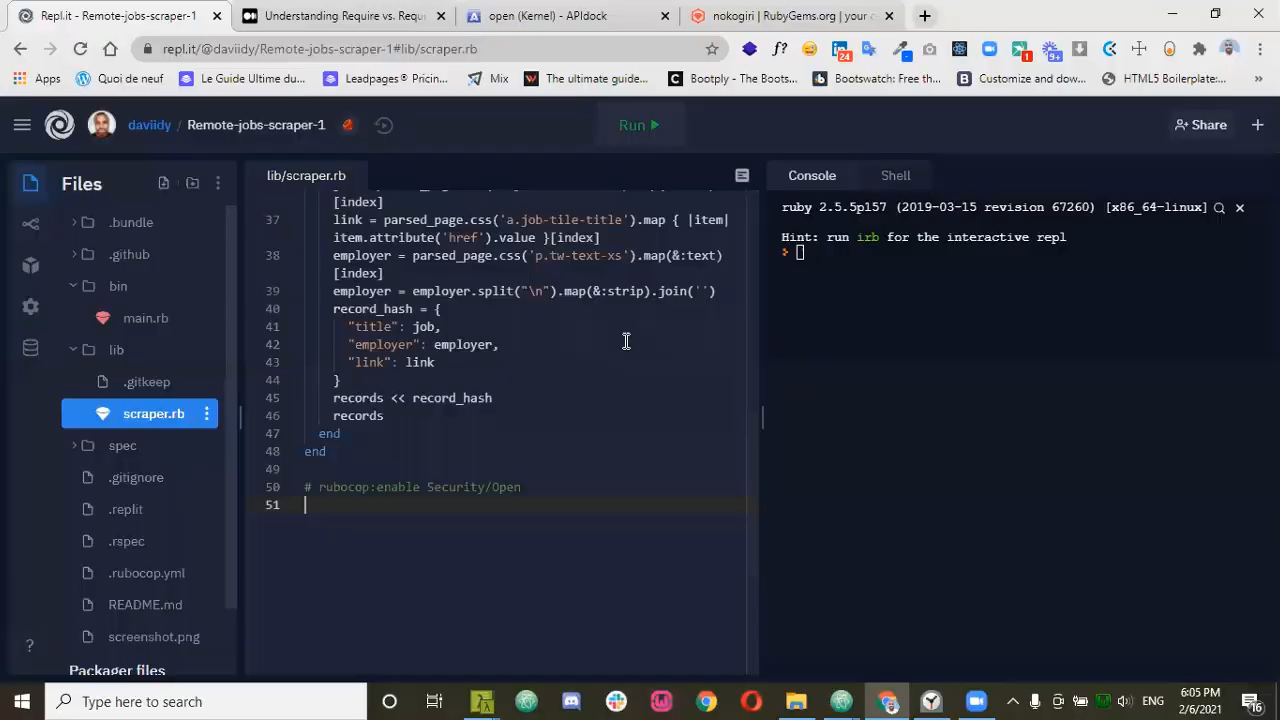 Repl.it - Remote-jobs-scraper-1
Understanding Require vs. Requ
open (Kernel) - APIdock
nokogiri | RubyGems.org | your c
repl.it/@daviidy/Remote-jobs-scraper-1#lib/scraper.rb
f?
24
1
9+
Apps
Quoi de neuf
Le Guide Ultime du...
Leadpages® Pricin...
Mix
The ultimate guide...
Bootply — The Boots...
Bootswatch: Free th...
Customize and dow...
HTML5 Boilerplate:...
»
daviidy / Remote-jobs-scraper-1
Run
Share
Files
lib/scraper.rb
Console
Shell
.bundle
.github
bin
main.rb
lib
.gitkeep
scraper.rb
spec
.gitignore
.replit
.rspec
.rubocop.yml
README.md
screenshot.png
Packager files
[index]
37 link = parsed_page.css('a.job-tile-title').map { |item|
item.attribute('href').value }[index]
38 employer = parsed_page.css('p.tw-text-xs').map(&:text)
[index]
39 employer = employer.split("\n").map(&:strip).join('')
40 record_hash = {
41 "title": job,
42 "employer": employer,
43 "link": link
44 }
45 records << record_hash
46 records
47 end
48 end
49
50 # rubocop:enable Security/Open
51
ruby 2.5.5p157 (2019-03-15 revision 67260) [x86_64-linux]
Hint: run irb for the interactive repl
Type here to search
ENG
6:05 PM
2/6/2021
16